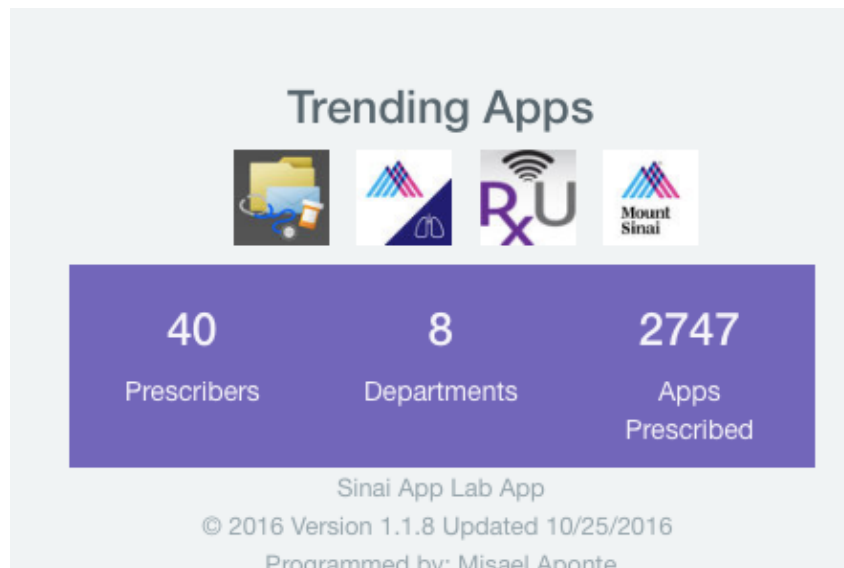 Trending Apps
RxU
Mount
Sinai
40
8
2747
Prescribers
Departments
Apps
Prescribed
Sinai App Lab App
© 2016 Version 1.1.8 Updated 10/25/2016
Programmed by: Misael Aponte